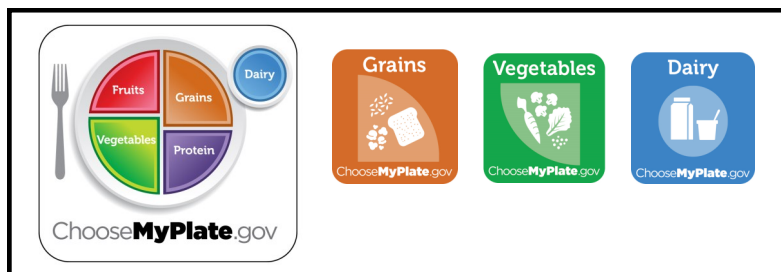 Fruits
Grains
Dairy
Vegetables
Protein
ChooseMyPlate.gov
Grains
ChooseMyPlate.gov
Vegetables
ChooseMyPlate.gov
Dairy
ChooseMyPlate.gov